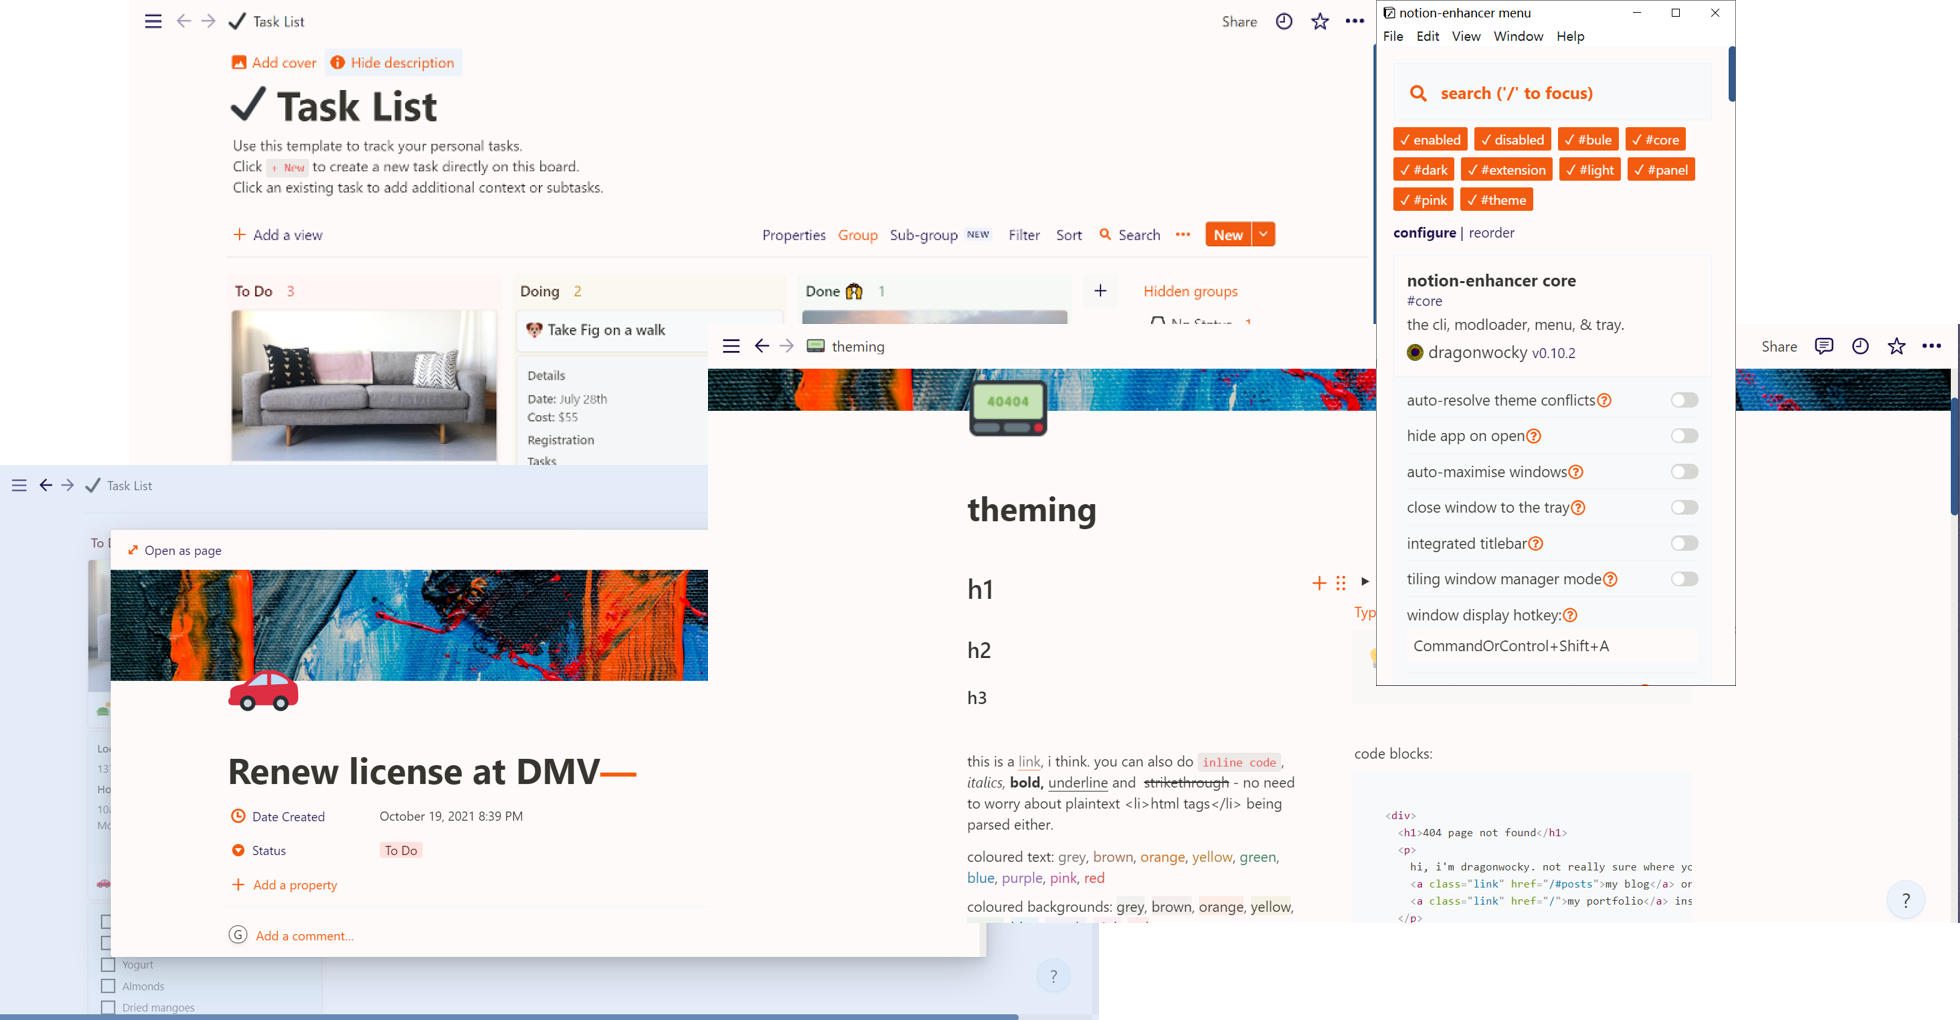 Task List
Share
Add cover
Hide description
Task List
Use this template to track your personal tasks.
Click + New to create a new task directly on this board.
Click an existing task to add additional context or subtasks.
Add a view
Properties Group Sub-group NEW Filter Sort Search New
To Do 3
Doing 2
Done 1
Hidden groups
Take Fig on a walk
No Status 1
Details
Date: July 28th
Cost: $55
Registration
Tasks
notion-enhancer menu
File Edit View Window Help
search ('/' to focus)
✓ enabled ✓ disabled ✓ #bule ✓ #core
✓ #dark ✓ #extension ✓ #light ✓ #panel
✓ #pink ✓ #theme
configure | reorder
notion-enhancer core
#core
the cli, modloader, menu, & tray.
dragonwocky v0.10.2
auto-resolve theme conflicts
hide app on open
auto-maximise windows
close window to the tray
integrated titlebar
tiling window manager mode
window display hotkey:
CommandOrControl+Shift+A
theming
Share
40404
theming
h1
h2
h3
Typ
this is a link, i think. you can also do inline code,
italics, bold, underline and strikethrough - no need
to worry about plaintext <li>html tags</li> being
parsed either.
coloured text: grey, brown, orange, yellow, green,
blue, purple, pink, red
coloured backgrounds: grey, brown, orange, yellow,
code blocks:
<div>
<h1>404 page not found</h1>
<p>
hi, i'm dragonwocky. not really sure where yo
<a class="link" href="/#posts">my blog</a> or
<a class="link" href="/">my portfolio</a> ins
</p>
?
Task List
To D
Open as page
Renew license at DMV—
Date Created October 19, 2021 8:39 PM
Status To Do
Add a property
G Add a comment...
Yogurt
Almonds
Dried mangoes
?